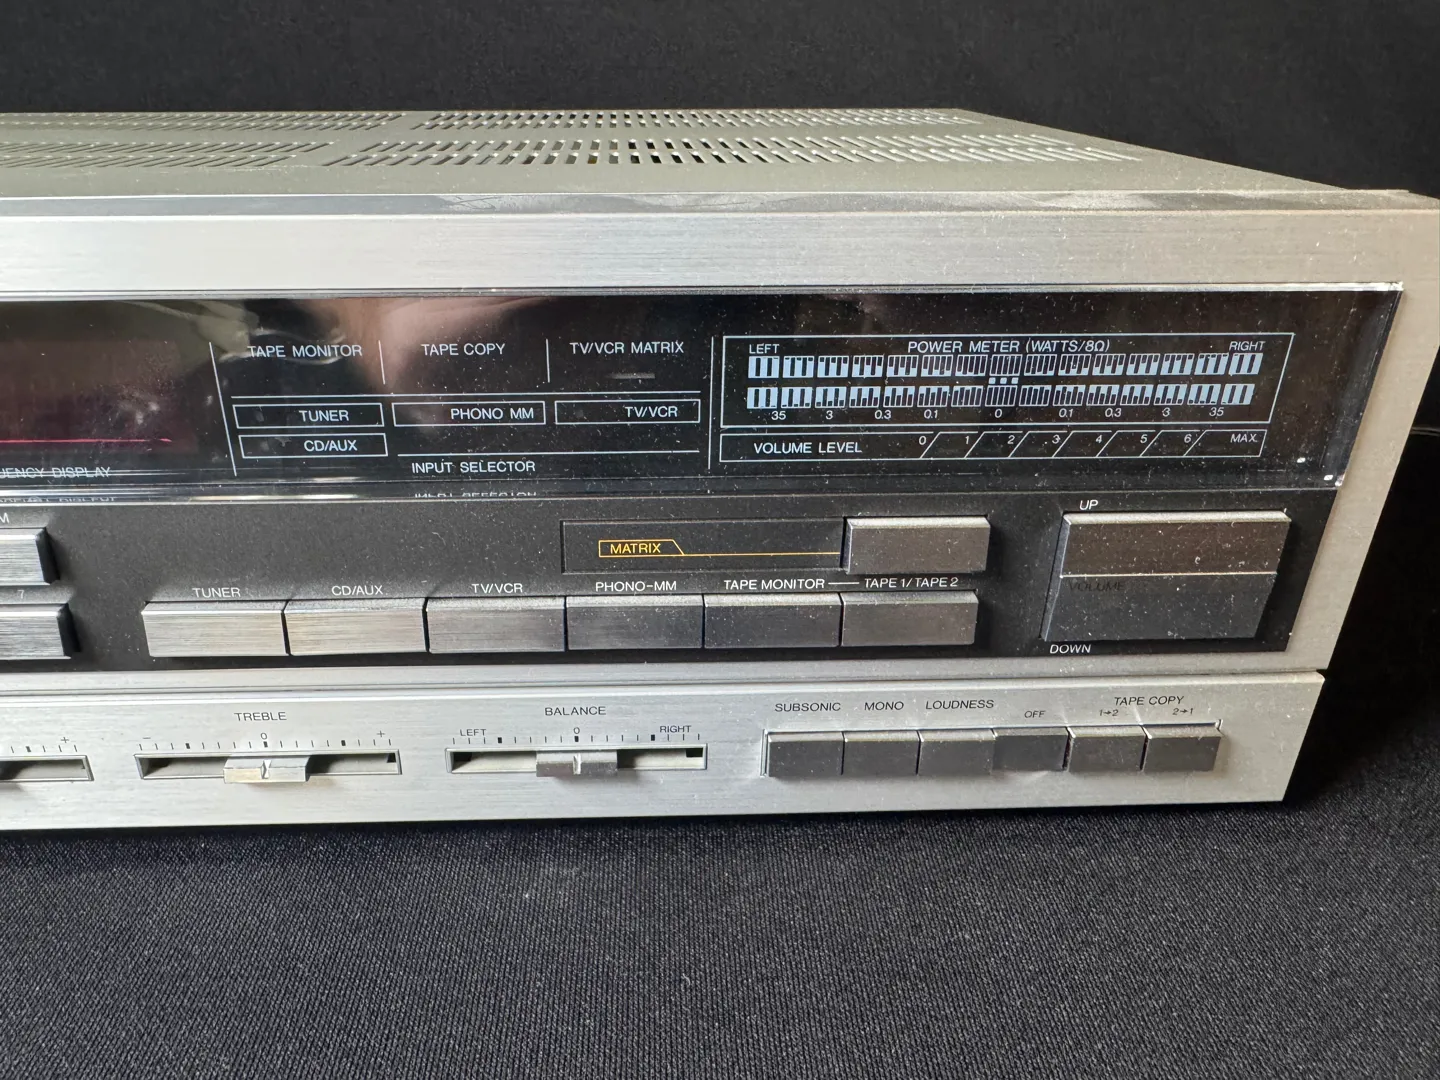 TAPE MONITOR TAPE COPY TV/VCR MATRIX
TUNER PHONO MM TV/VCR
CD/AUX
INPUT SELECTOR
LEFT POWER METER (WATTS/8Ω) RIGHT
35 3 0.3 0.1 0 0.1 0.3 3 35
VOLUME LEVEL 0 1 2 3 4 5 6 MAX.
DISPLAY
MATRIX
UP
VOLUME
DOWN
7
TUNER CD/AUX TV/VCR PHONO-MM TAPE MONITOR — TAPE 1/TAPE 2
TREBLE
- 0 +
BALANCE
LEFT 0 RIGHT
+
SUBSONIC MONO LOUDNESS OFF
TAPE COPY
1→2 2→1